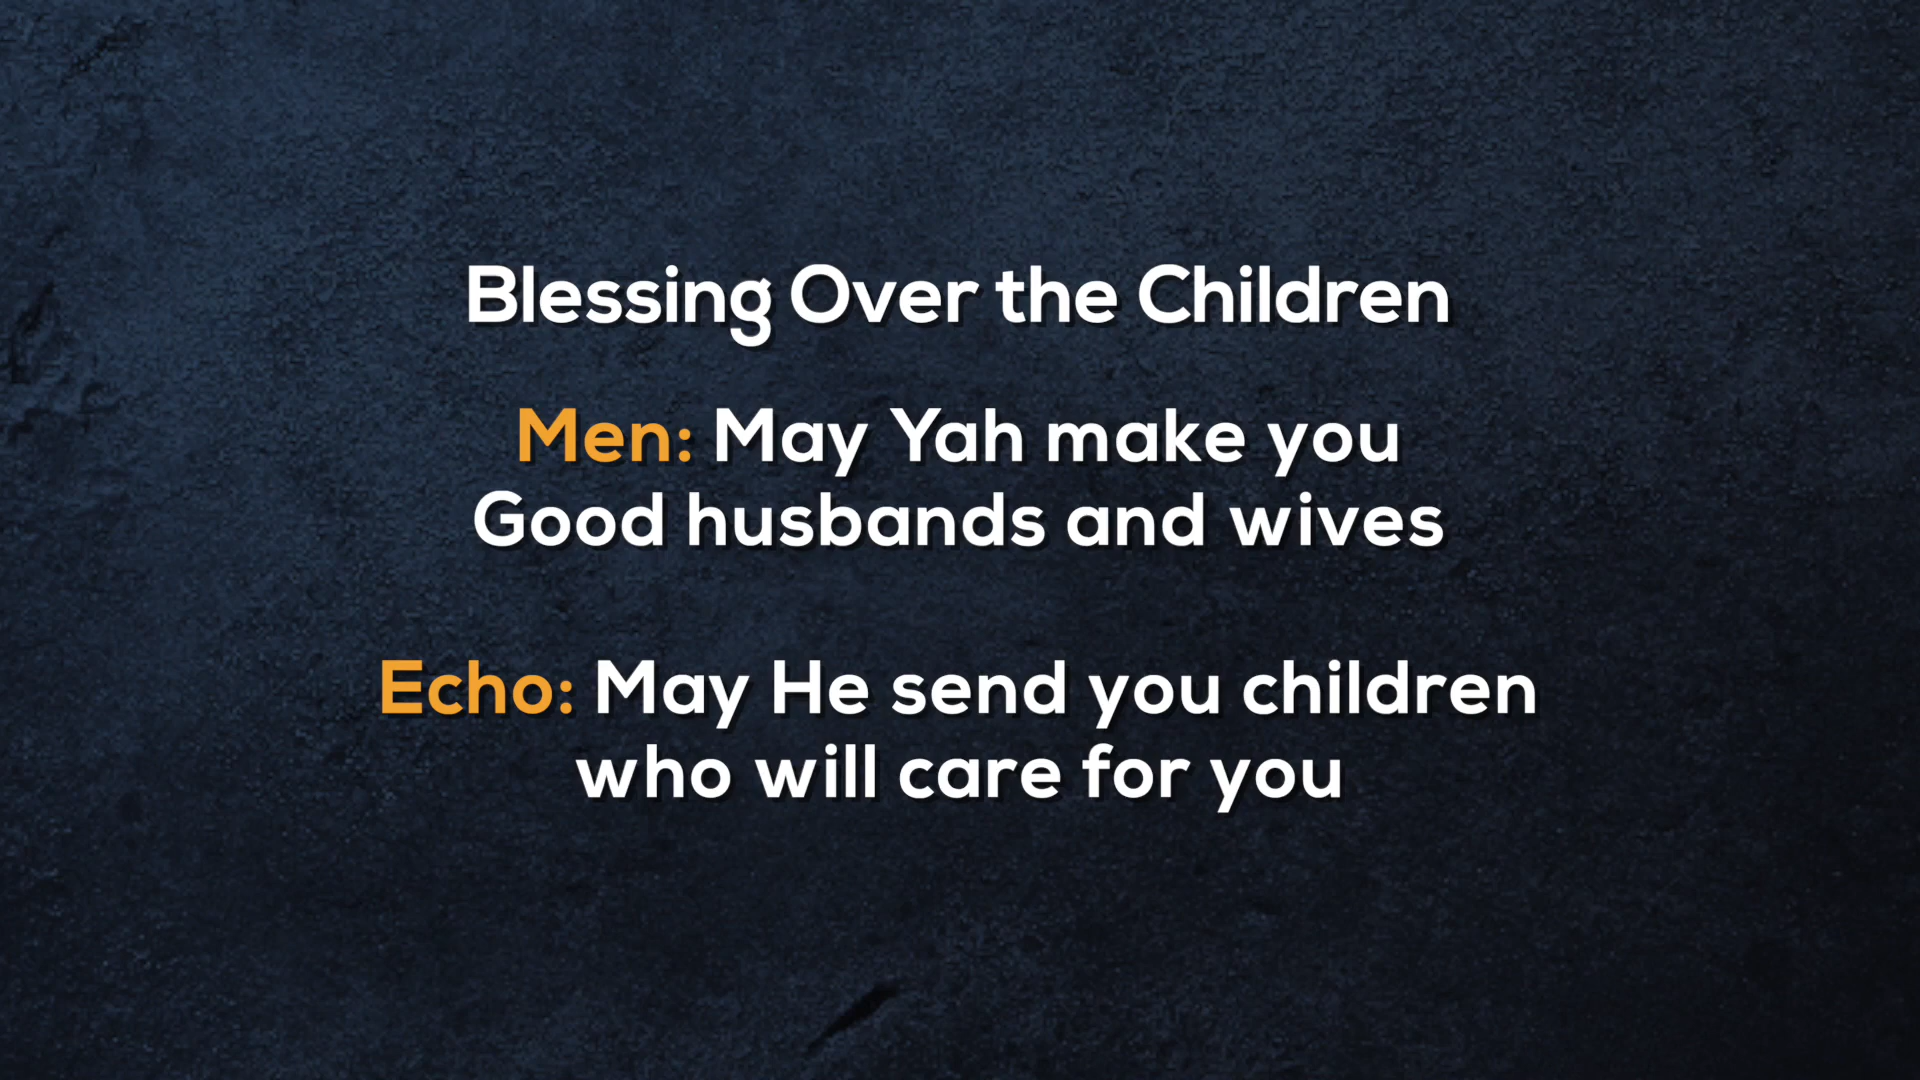 Blessing Over the Children
Men: May Yah make you
Good husbands and wives
Echo: May He send you children
who will care for you